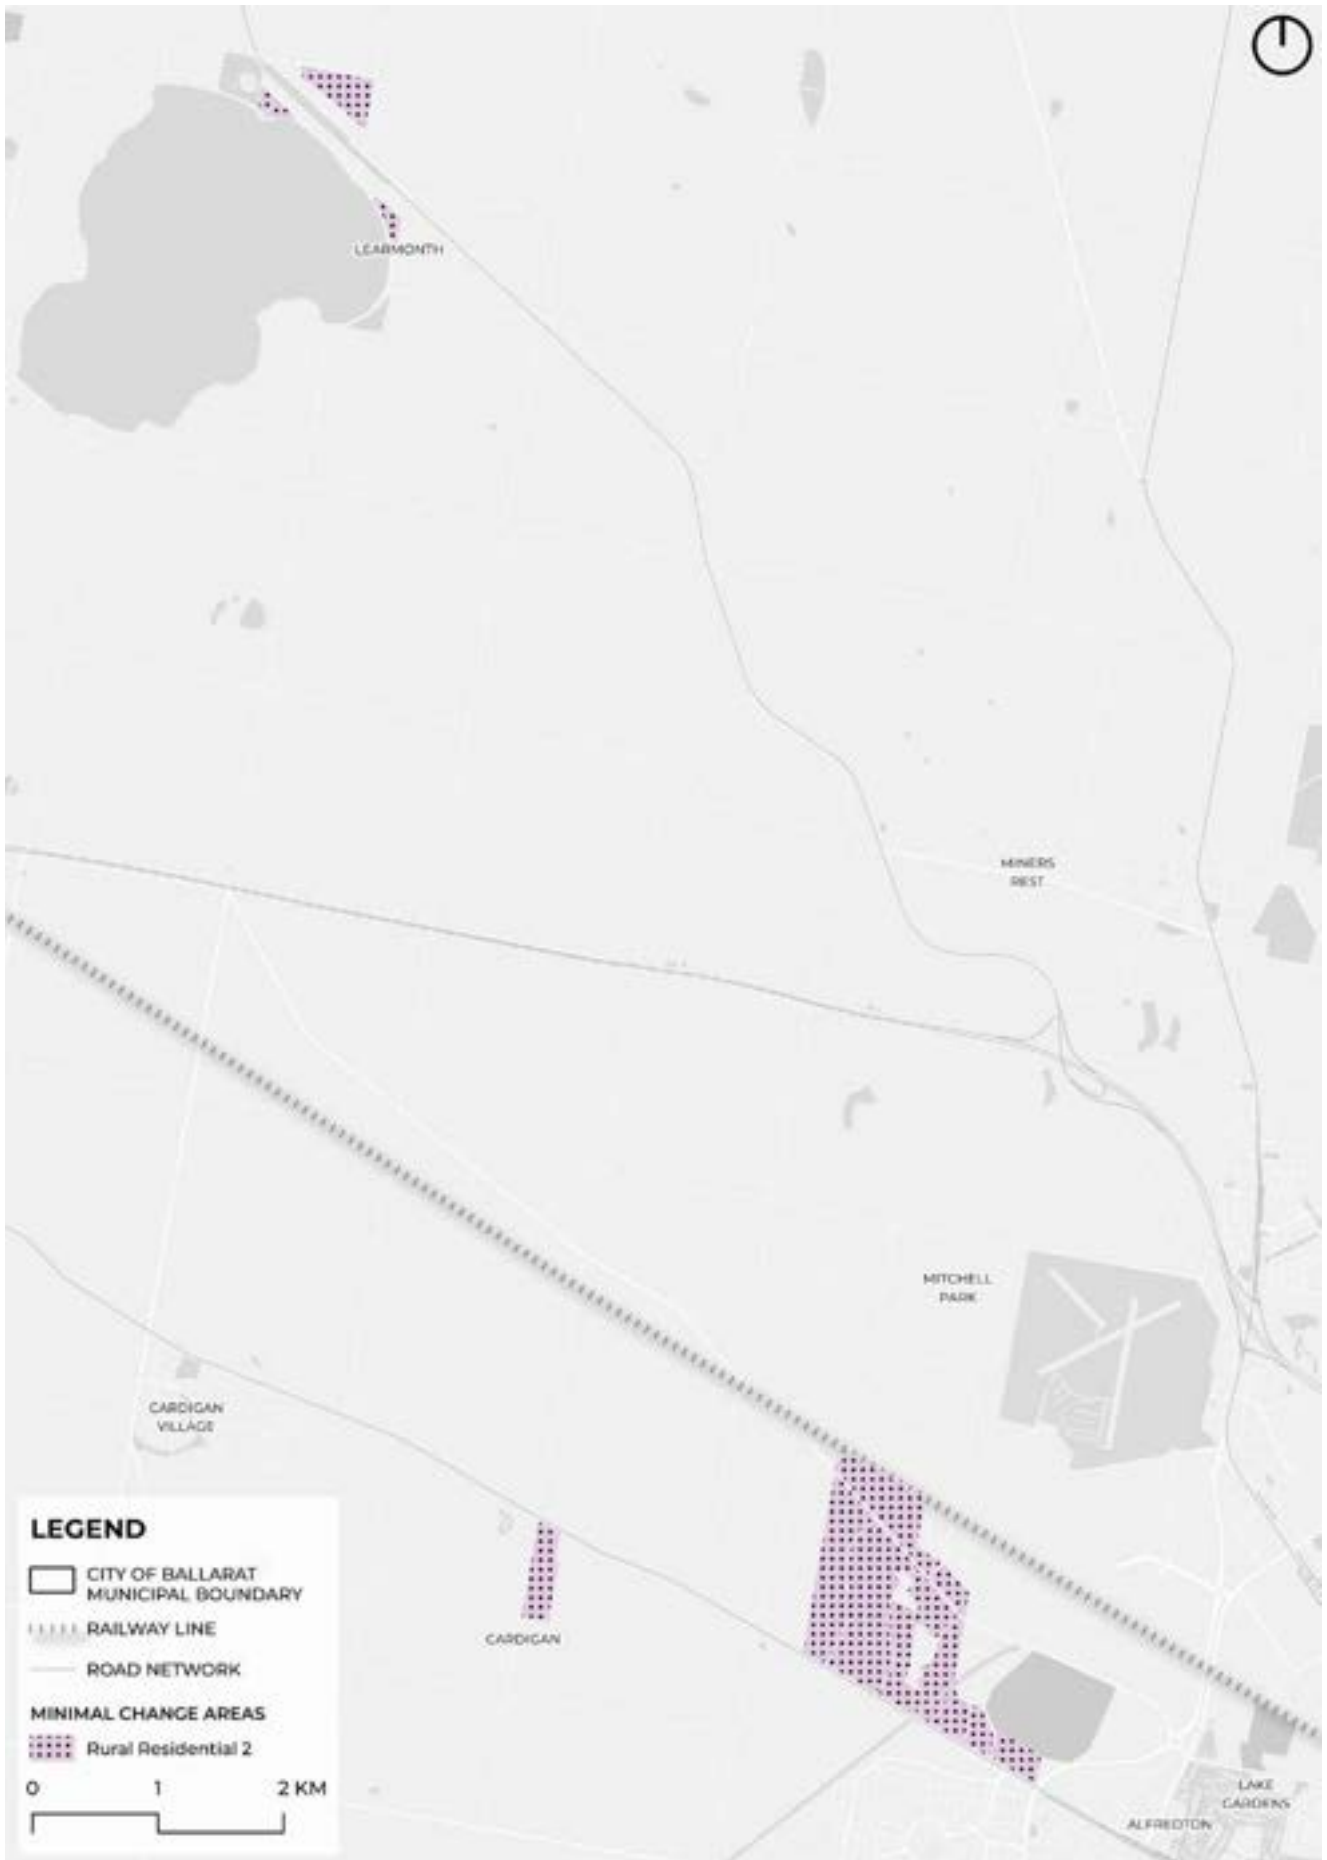 LEARMONTH
MINERS
REST
MITCHELL
PARK
CARDIGAN
VILLAGE
CARDIGAN
LAKE
GARDENS
ALFREDTON
LEGEND
CITY OF BALLARAT
MUNICIPAL BOUNDARY
RAILWAY LINE
ROAD NETWORK
MINIMAL CHANGE AREAS
Rural Residential 2
0 1 2 KM